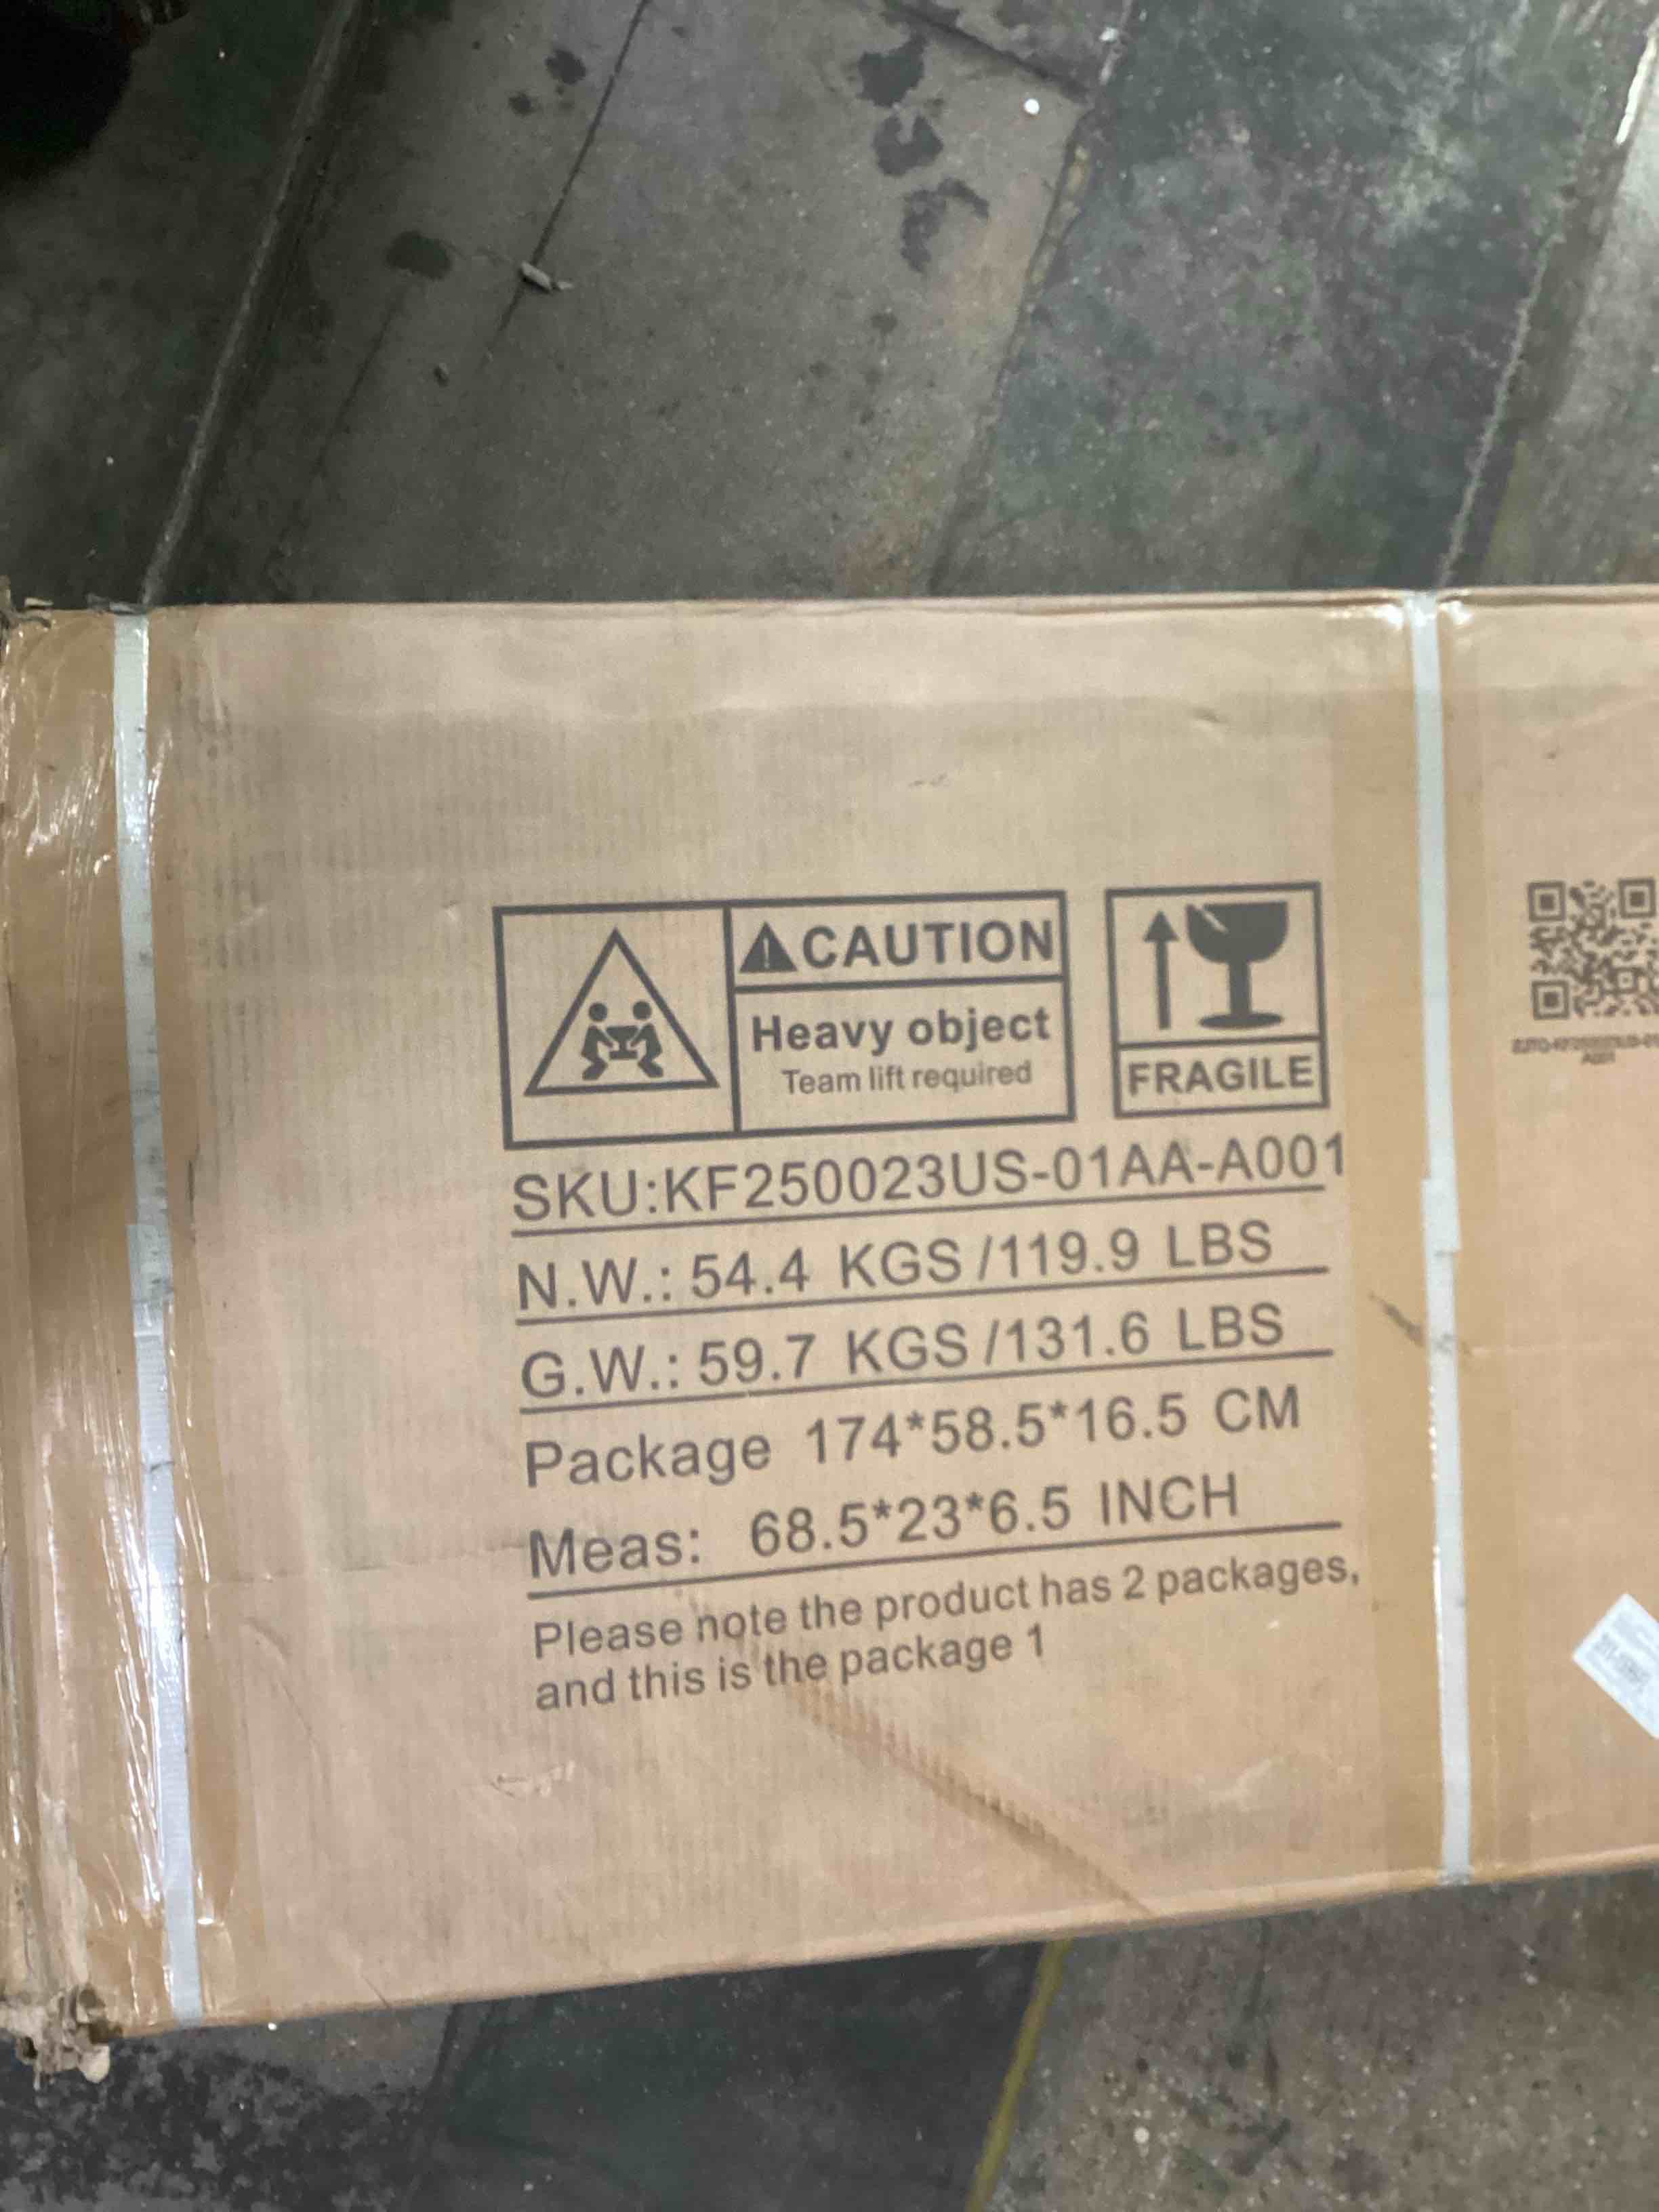 CAUTION
Heavy object
Team lift required
FRAGILE
SKU:KF250023US-01AA-A001
N.W.: 54.4 KGS /119.9 LBS
G.W.: 59.7 KGS /131.6 LBS
Package 174*58.5*16.5 CM
Meas: 68.5*23*6.5 INCH
Please note the product has 2 packages,
and this is the package 1
A001